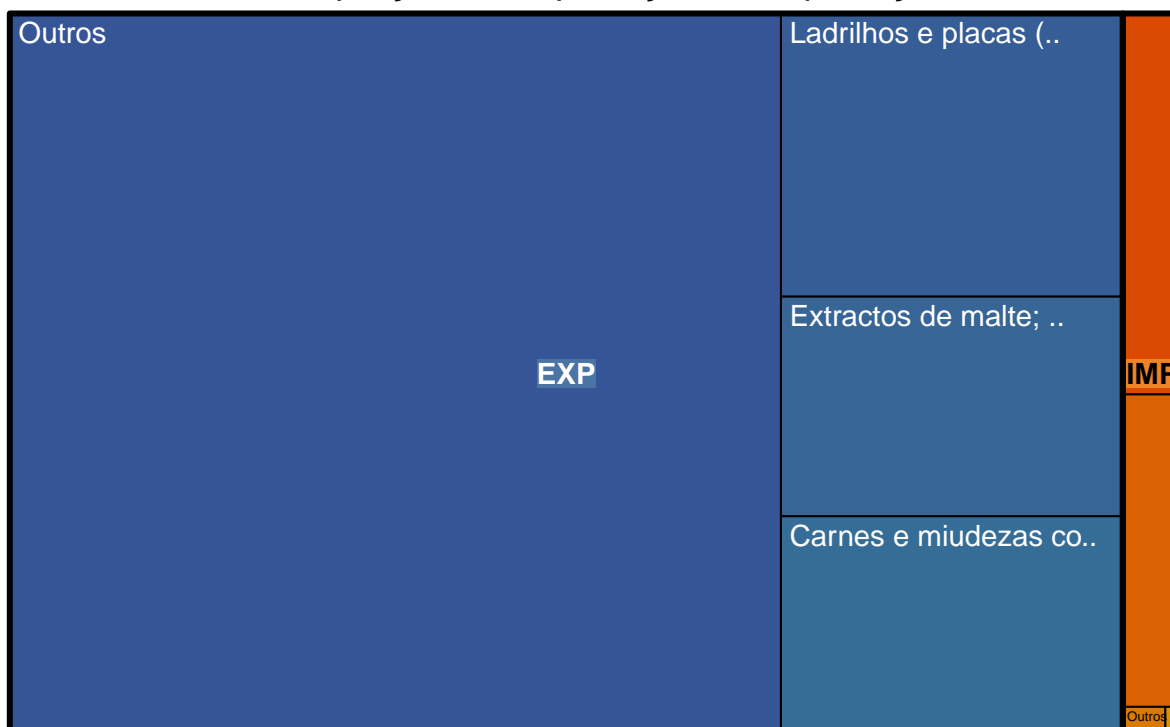 Outros
Ladrilhos e placas (..
Extractos de malte; ..
EXP
Carnes e miudezas co..
Outros